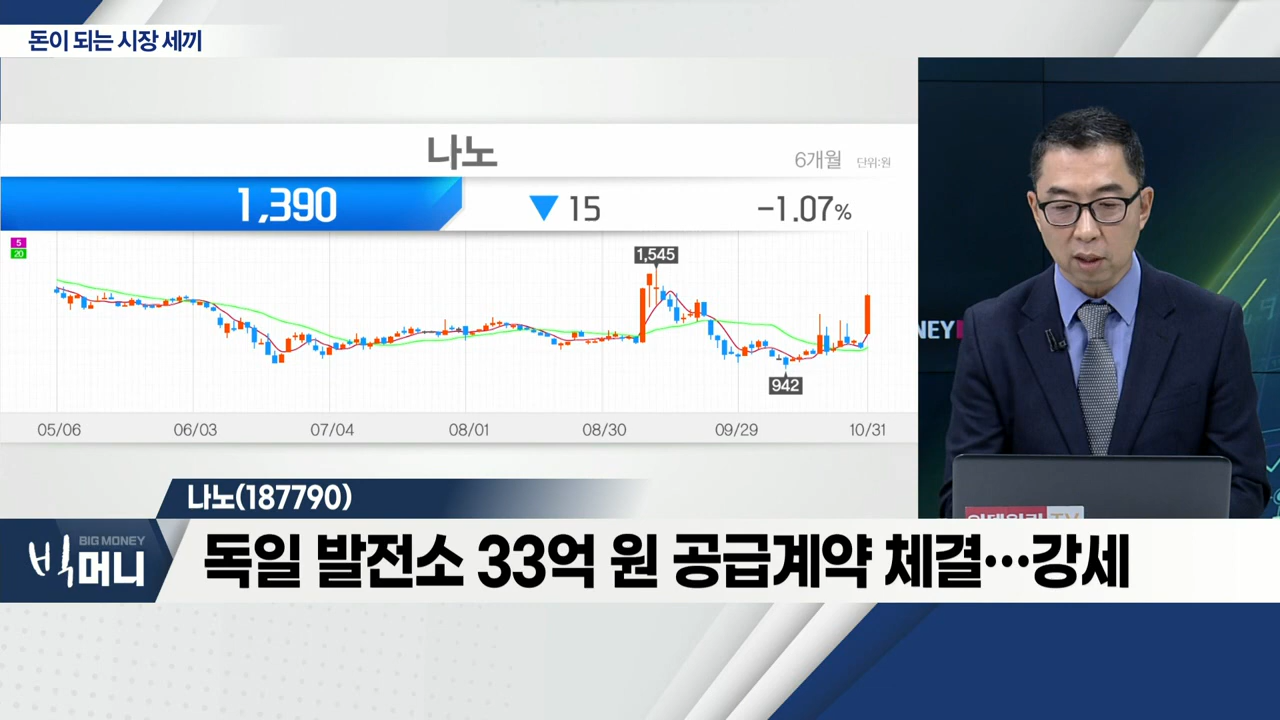 돈이 되는 시장 세끼
나노
6개월 단위:원
1,390 ▼ 15 -1.07%
5
20
1,545
942
05/06 06/03 07/04 08/01 08/30 09/29 10/31
NEY
TV
나노(187790)
BIG MONEY
빅머니
독일 발전소 33억 원 공급계약 체결…강세